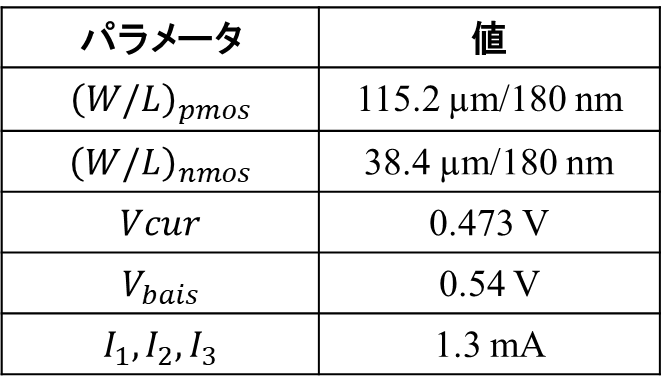 パラメータ 値
(W/L)pmos 115.2 μm/180 nm
(W/L)nmos 38.4 μm/180 nm
Vcur 0.473 V
Vbais 0.54 V
I1, I2, I3 1.3 mA